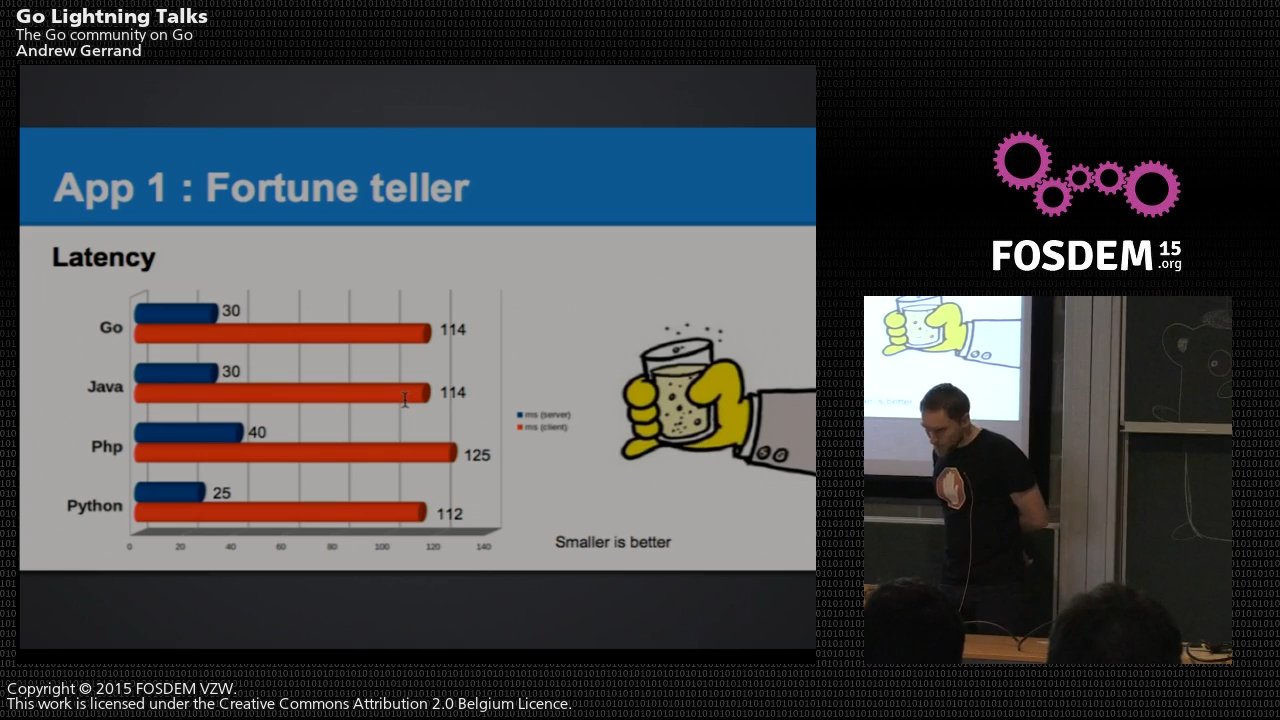 Go Lightning Talks
The Go community on Go
Andrew Gerrand
App 1 : Fortune teller
Latency
Go
30
114
Java
30
114
Php
40
125
Python
25
112
0 20 40 60 80 100 120 140
ms (server)
ms (client)
Smaller is better
FOSDEM 15
.org
Copyright © 2015 FOSDEM VZW.
This work is licensed under the Creative Commons Attribution 2.0 Belgium Licence.